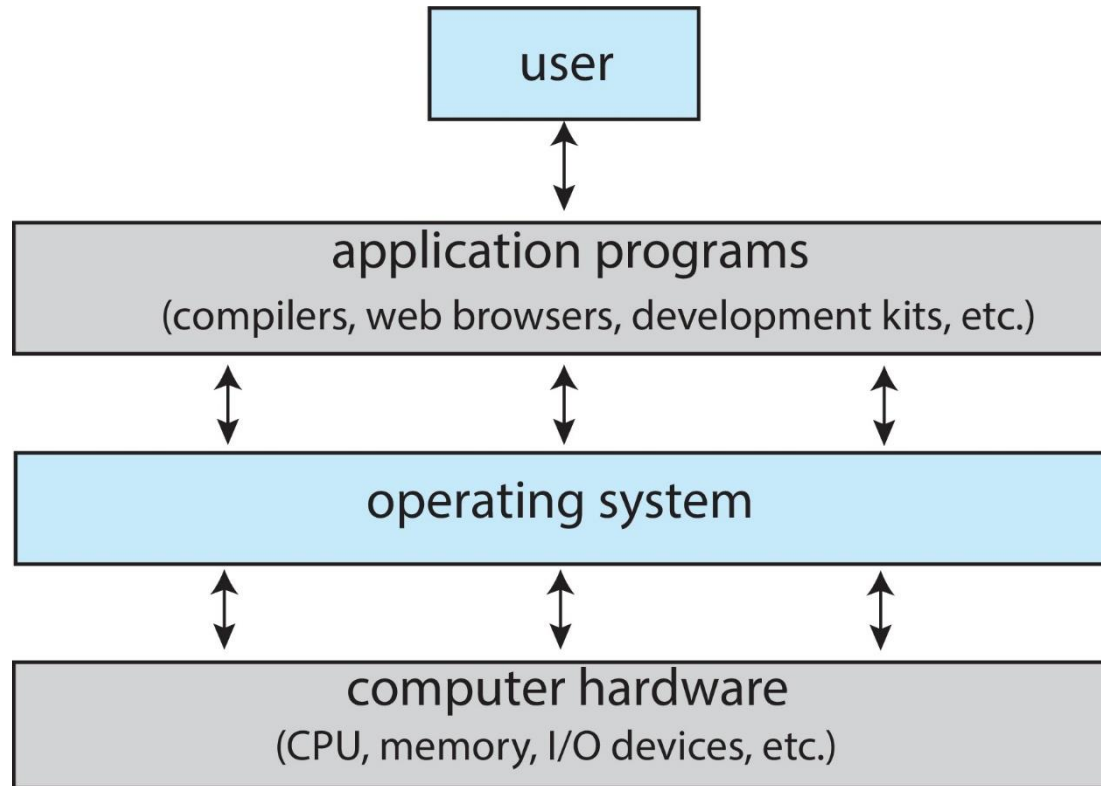 user
application programs
(compilers, web browsers, development kits, etc.)
operating system
computer hardware
(CPU, memory, I/O devices, etc.)